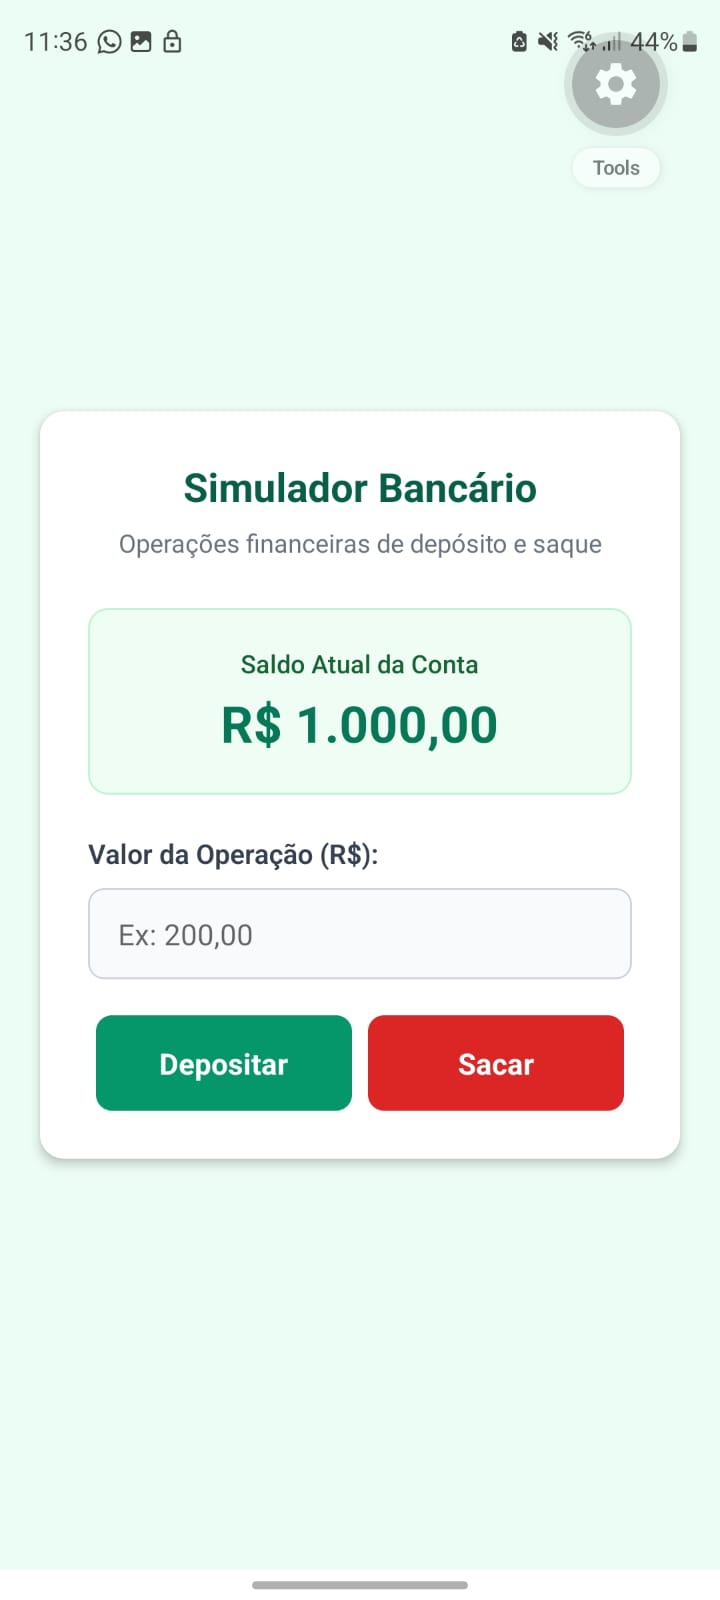 11:36 44%
Tools
Simulador Bancário
Operações financeiras de depósito e saque
Saldo Atual da Conta
R$ 1.000,00
Valor da Operação (R$):
Ex: 200,00
Depositar Sacar